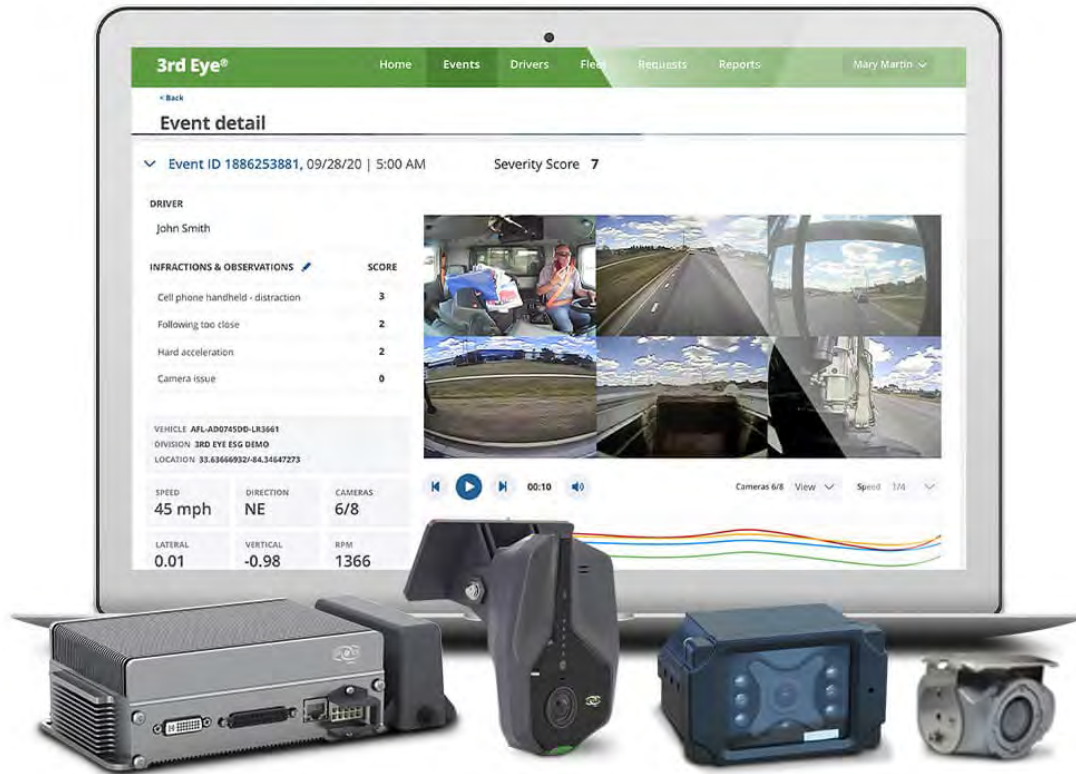 3rd Eye® Home Events Drivers Fleet Requests Reports Mary Martin
< Back
Event detail
Event ID 1886253881, 09/28/20 | 5:00 AM Severity Score 7
DRIVER
John Smith
INFRACTIONS & OBSERVATIONS SCORE
Cell phone handheld - distraction 3
Following too close 2
Hard acceleration 2
Camera issue 0
VEHICLE AFL-AD0745DD-LR3661
DIVISION 3RD EYE ESG DEMO
LOCATION 33.63666932/-84.34647273
00:10 Cameras 6/8 View Speed 1/4
SPEED DIRECTION CAMERAS
45 mph NE 6/8
LATERAL VERTICAL RPM
0.01 -0.98 1366